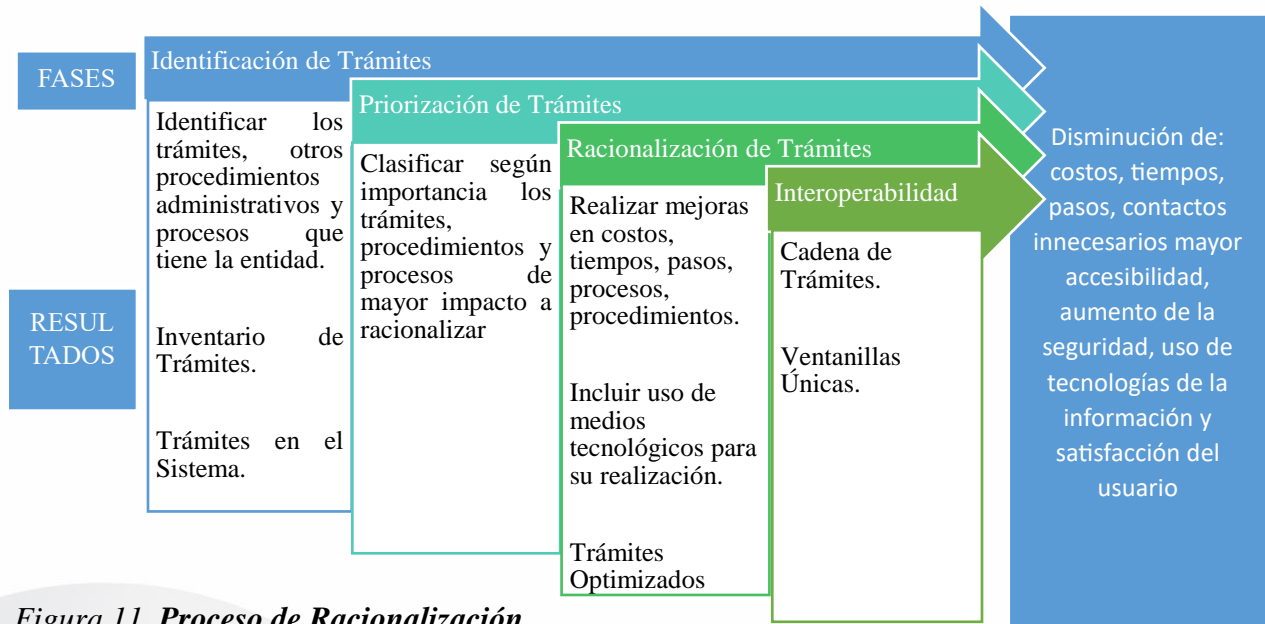 FASES
Identificación de Trámites
Identificar los
trámites, otros
procedimientos
administrativos y
procesos que
tiene la entidad.
Inventario de
Trámites.
Trámites en el
Sistema.
Priorización de Trámites
Clasificar según
importancia los
trámites,
procedimientos y
procesos de
mayor impacto a
racionalizar
Racionalización de Trámites
Realizar mejoras
en costos,
tiempos, pasos,
procesos,
procedimientos.
Incluir uso de
medios
tecnológicos para
su realización.
Trámites
Optimizados
Interoperabilidad
Cadena de
Trámites.
Ventanillas
Únicas.
RESUL
TADOS
Disminución de:
costos, tiempos,
pasos, contactos
innecesarios mayor
accesibilidad,
aumento de la
seguridad, uso de
tecnologías de la
información y
satisfacción del
usuario
Figura 11. Proceso de Racionalización